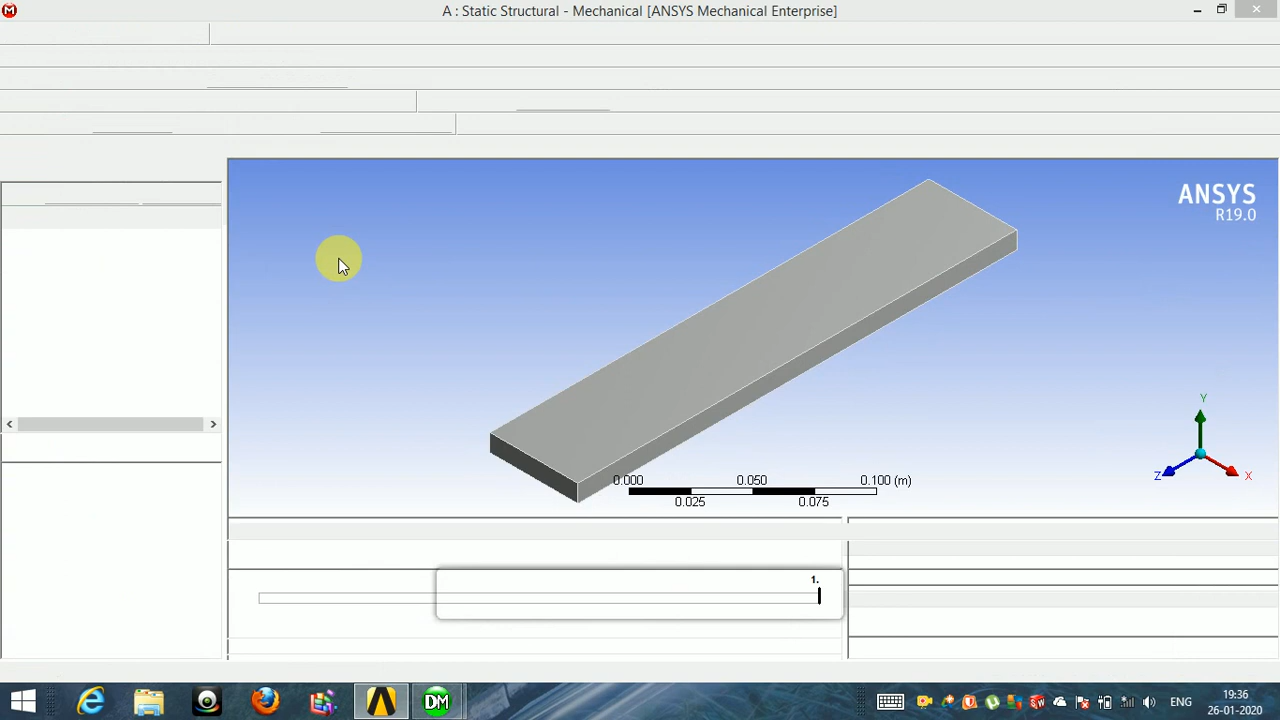 A : Static Structural - Mechanical [ANSYS Mechanical Enterprise]
ANSYS
R19.0
Y
Z
X
0.000
0.050
0.100 (m)
0.025
0.075
1.
DM
ENG
19:36
26-01-2020